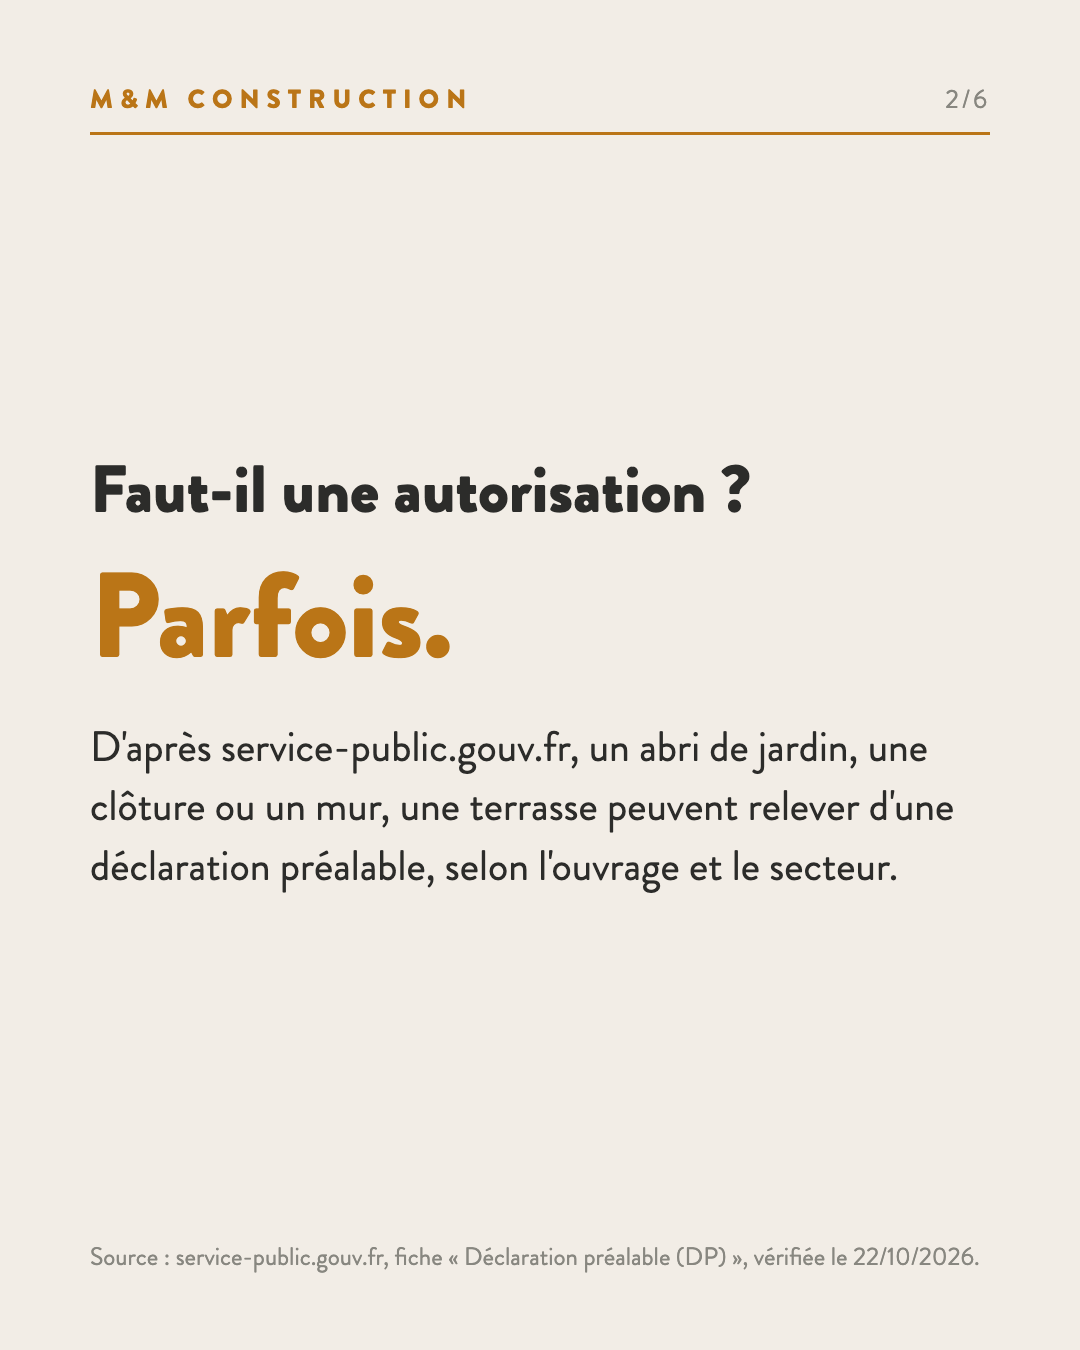 M&M CONSTRUCTION
2/6
Faut-il une autorisation ?
Parfois.
D'après service-public.gouv.fr, un abri de jardin, une
clôture ou un mur, une terrasse peuvent relever d'une
déclaration préalable, selon l'ouvrage et le secteur.
Source : service-public.gouv.fr, fiche « Déclaration préalable (DP) », vérifiée le 22/10/2026.